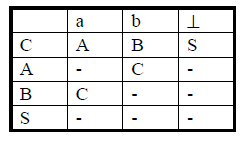 a b ⊥
C A B S
A - C -
B C - -
S - - -